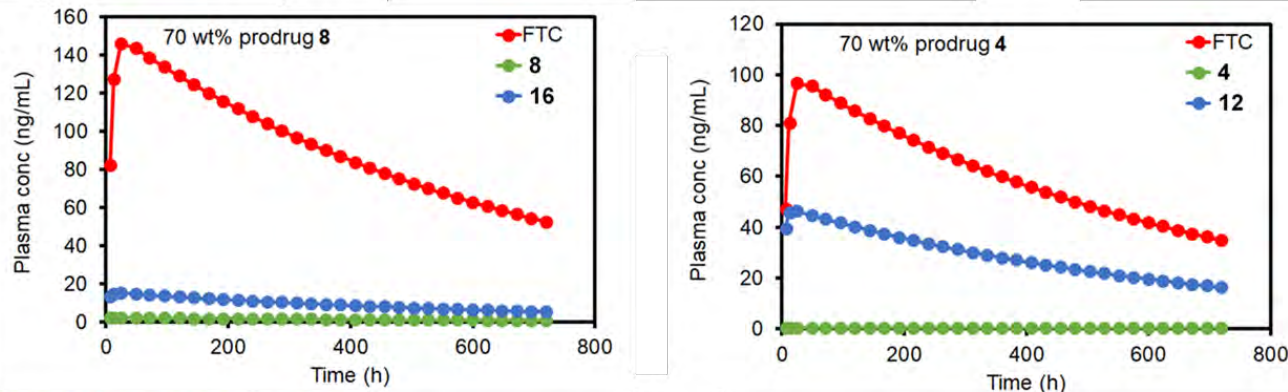 160
140
120
100
80
60
40
20
0
Plasma conc (ng/mL)
70 wt% prodrug 8
FTC
8
16
0 200 400 600 800
Time (h)
120
100
80
60
40
20
0
Plasma conc (ng/mL)
70 wt% prodrug 4
FTC
4
12
0 200 400 600 800
Time (h)